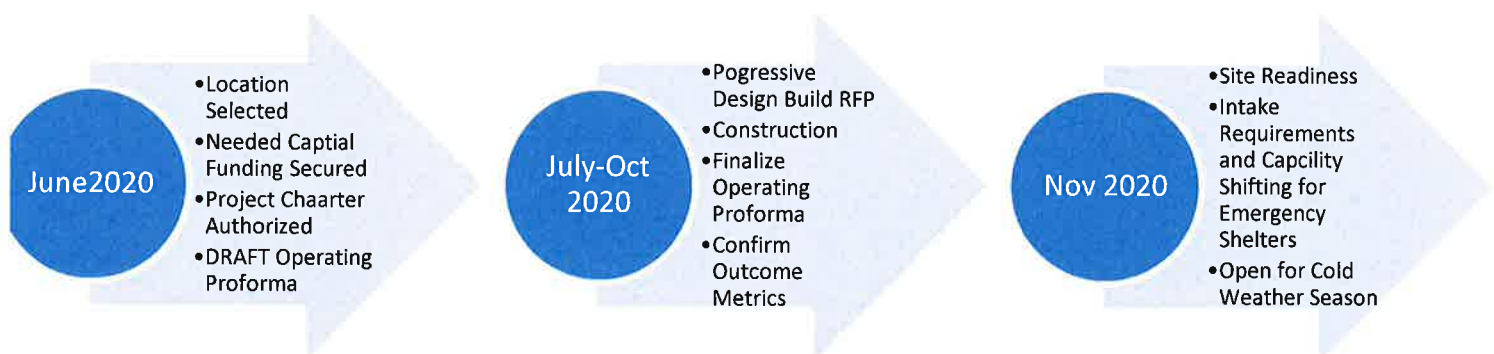 June2020
•Location
Selected
•Needed Captial
Funding Secured
•Project Chaarter
Authorized
•DRAFT Operating
Proforma
July-Oct
2020
•Pogressive
Design Build RFP
•Construction
•Finalize
Operating
Proforma
•Confirm
Outcome
Metrics
Nov 2020
•Site Readiness
•Intake
Requirements
and Capcility
Shifting for
Emergency
Shelters
•Open for Cold
Weather Season